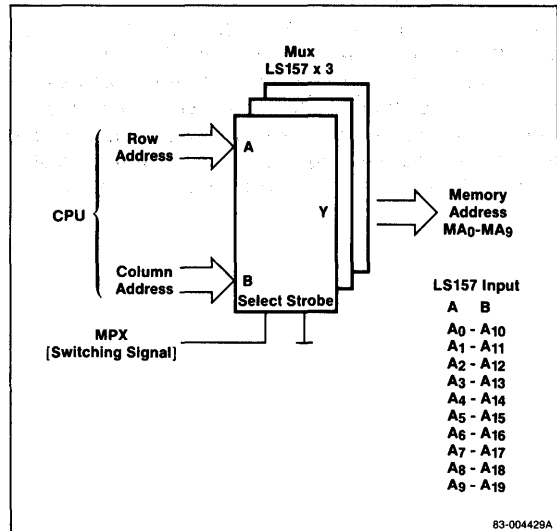 Mux
LS157 x 3
Row
Address
A
CPU
Y
Memory
Address
MA0-MA9
Column
Address
B
Select Strobe
MPX
[Switching Signal]
LS157 Input
A B
A0 - A10
A1 - A11
A2 - A12
A3 - A13
A4 - A14
A5 - A15
A6 - A16
A7 - A17
A8 - A18
A9 - A19
83-004429A